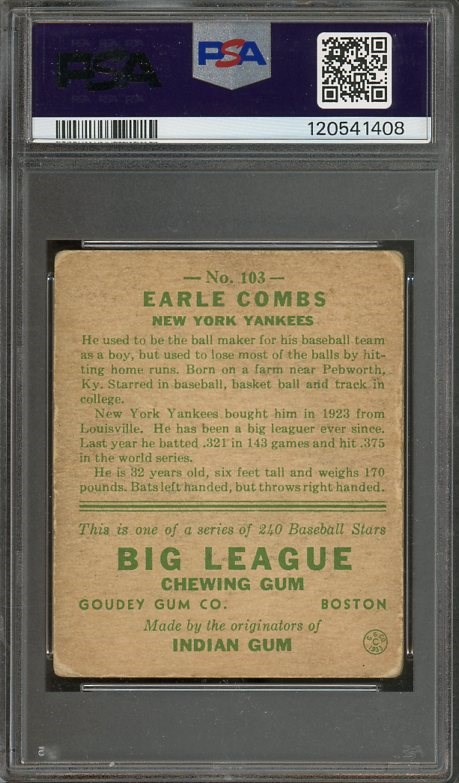 PSA
PSA
120541408
— No. 103 —
EARLE COMBS
NEW YORK YANKEES
He used to be the ball maker for his baseball team
as a boy, but used to lose most of the balls by hit-
ting home runs. Born on a farm near Pebworth,
Ky. Starred in baseball, basket ball and track in
college.
New York Yankees bought him in 1923 from
Louisville. He has been a big leaguer ever since.
Last year he batted .321 in 143 games and hit .375
in the world series.
He is 32 years old, six feet tall and weighs 170
pounds. Bats left handed, but throws right handed.
This is one of a series of 240 Baseball Stars
BIG LEAGUE
CHEWING GUM
GOUDEY GUM CO. BOSTON
Made by the originators of
INDIAN GUM